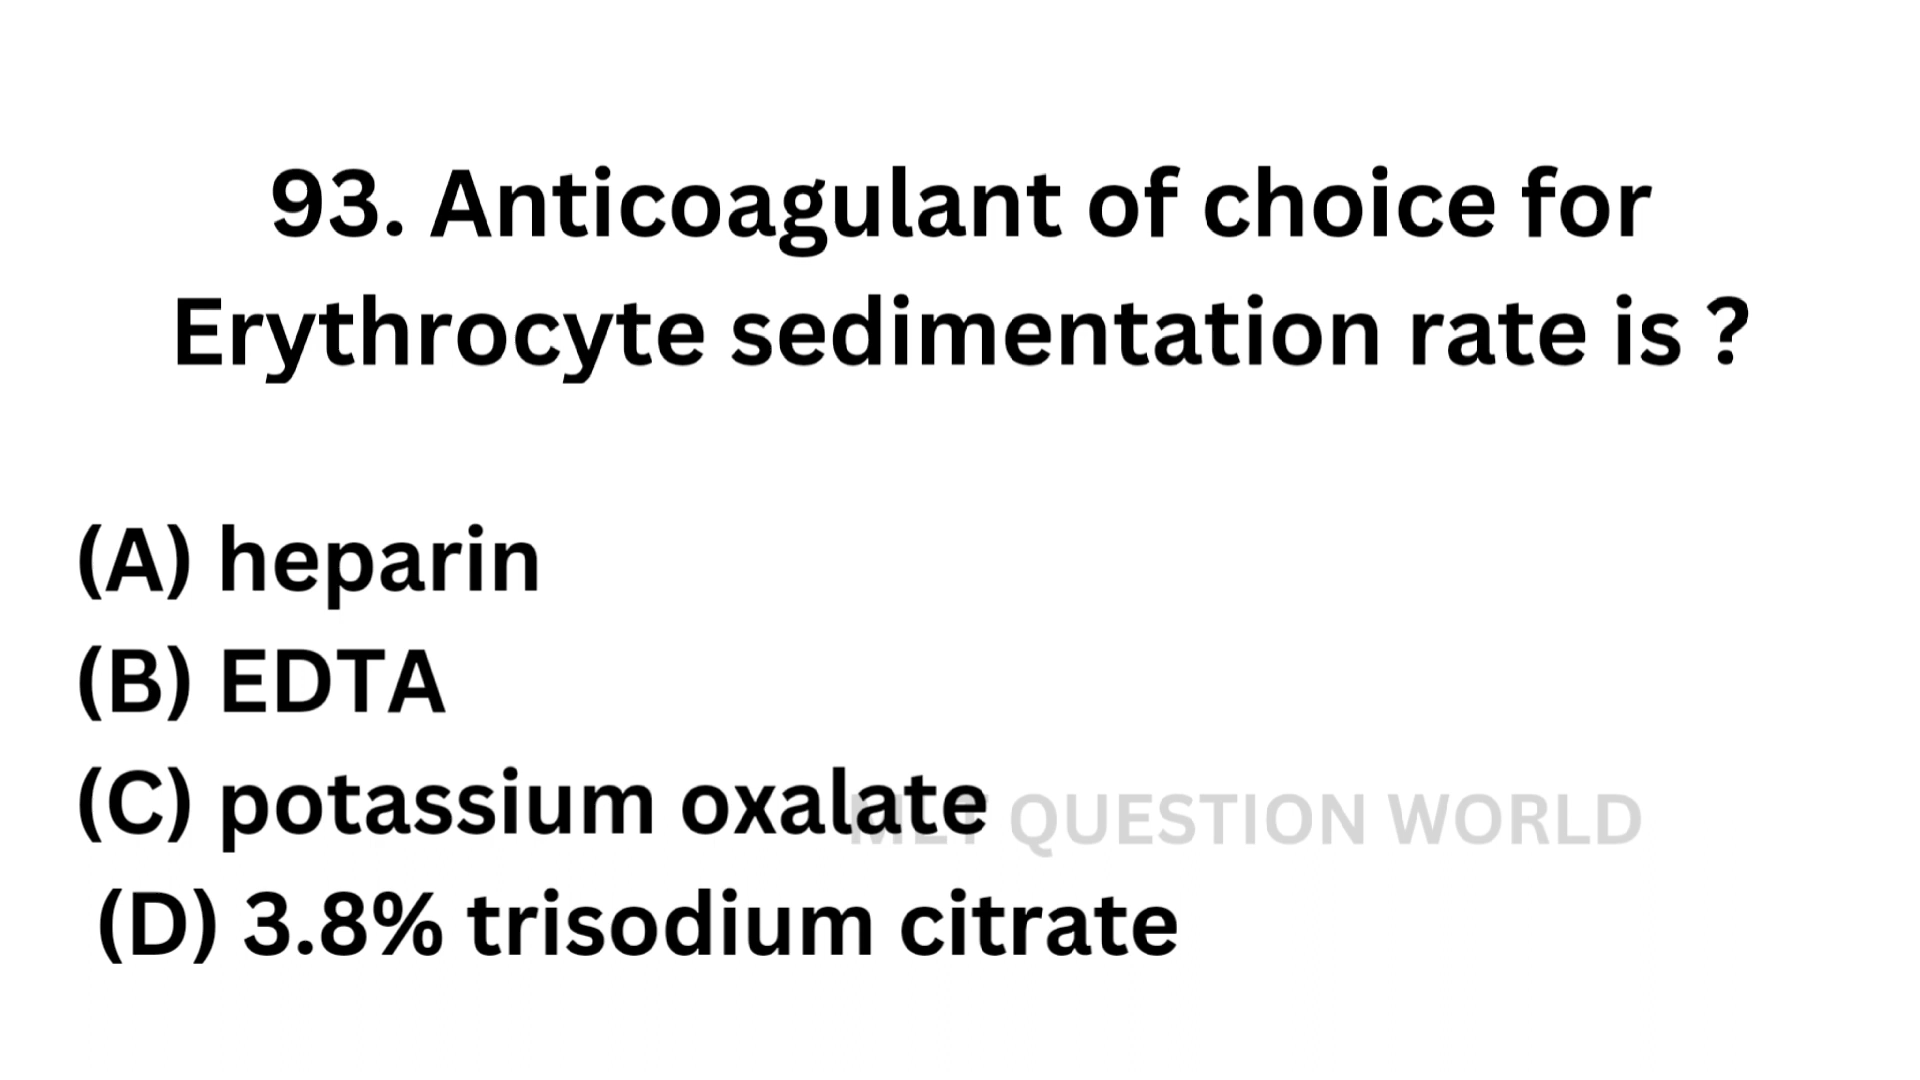 93. Anticoagulant of choice for
Erythrocyte sedimentation rate is ?
(A) heparin
(B) EDTA
(C) potassium oxalate
MLT QUESTION WORLD
(D) 3.8% trisodium citrate